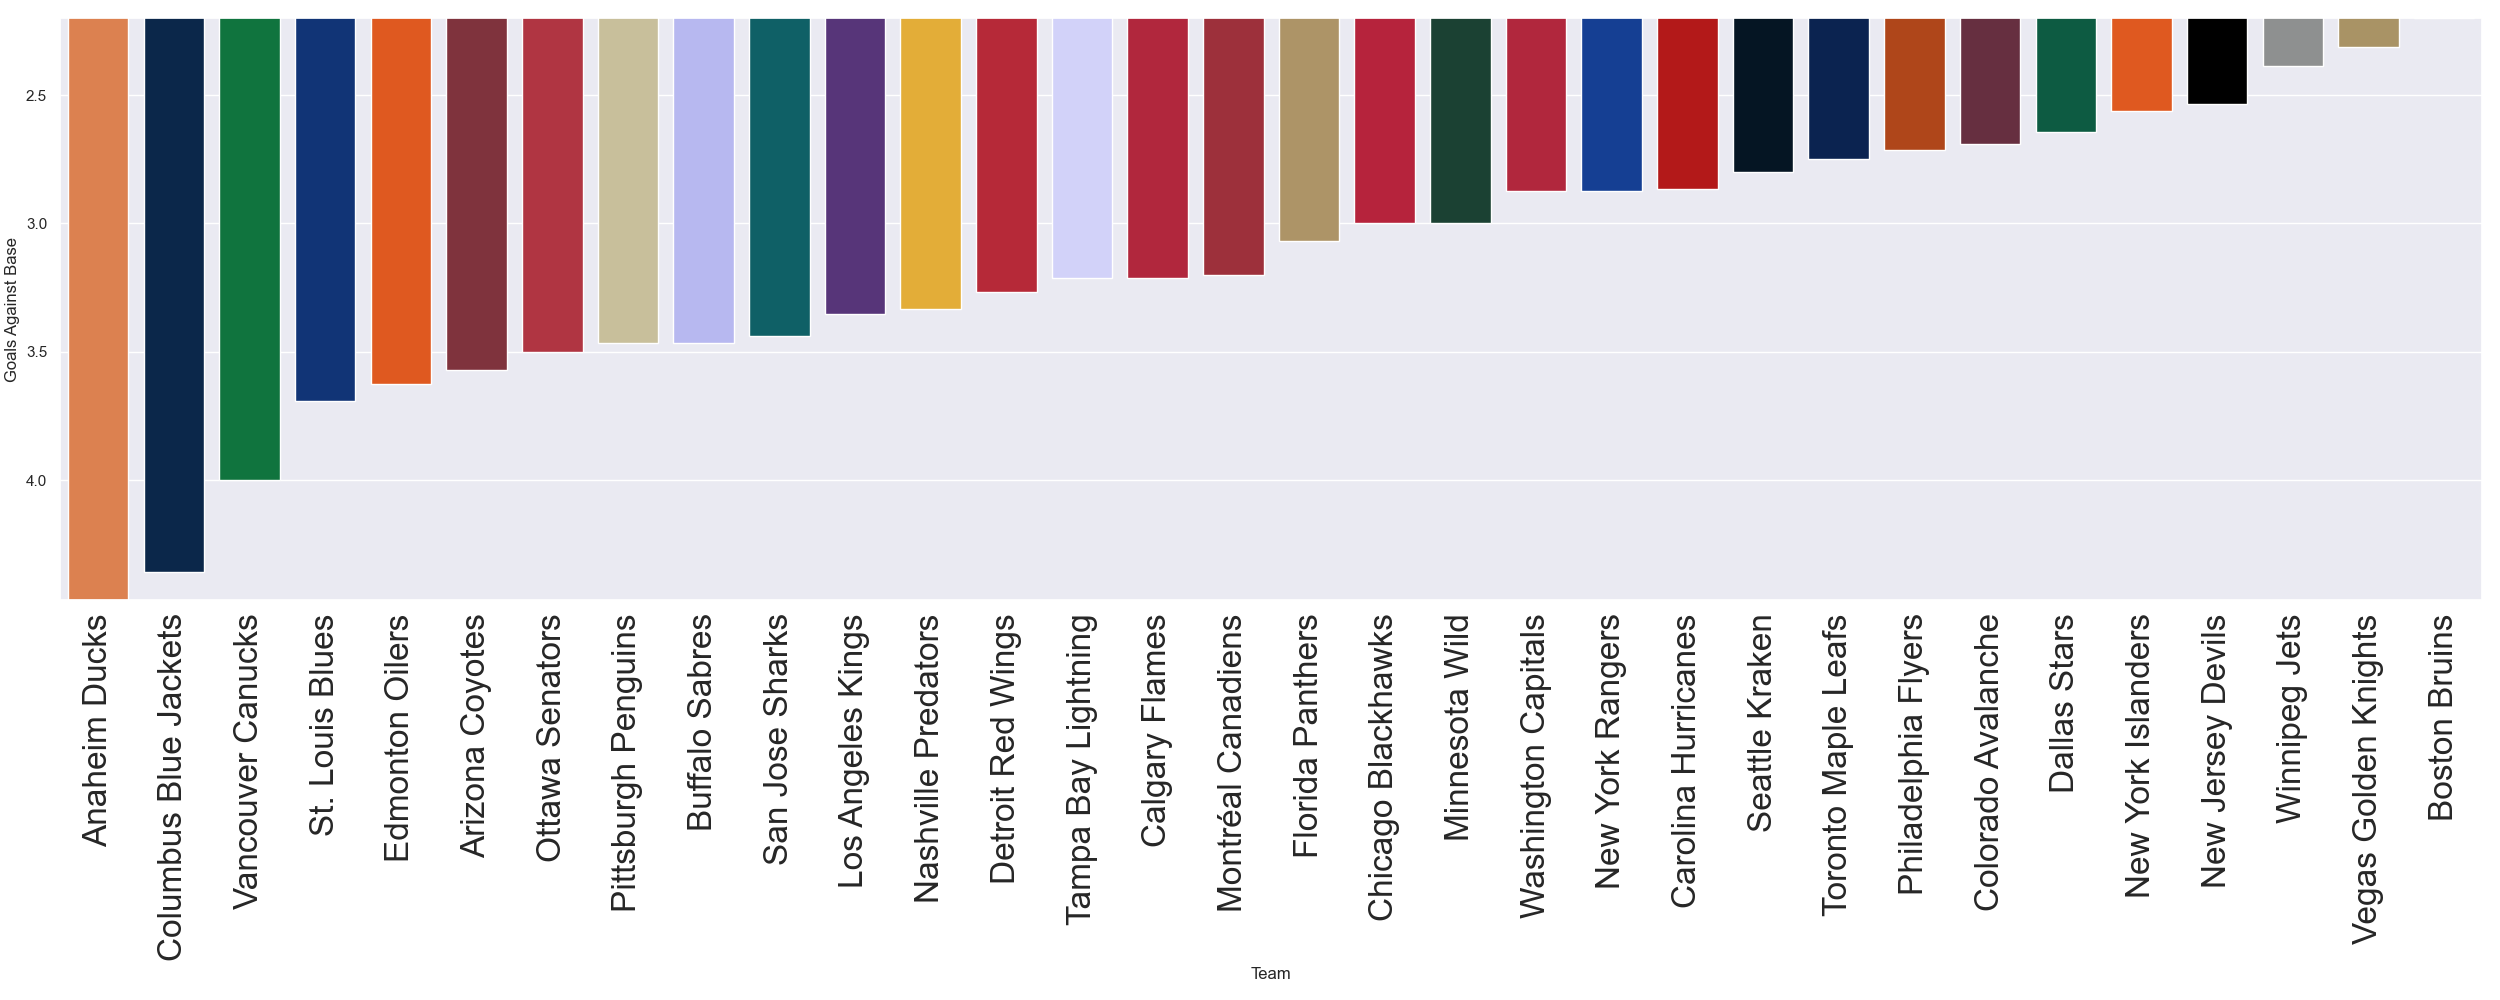 2.5
3.0
3.5
4.0
Goals Against Base
Anaheim Ducks
Columbus Blue Jackets
Vancouver Canucks
St. Louis Blues
Edmonton Oilers
Arizona Coyotes
Ottawa Senators
Pittsburgh Penguins
Buffalo Sabres
San Jose Sharks
Los Angeles Kings
Nashville Predators
Detroit Red Wings
Tampa Bay Lightning
Calgary Flames
Montréal Canadiens
Florida Panthers
Chicago Blackhawks
Minnesota Wild
Washington Capitals
New York Rangers
Carolina Hurricanes
Seattle Kraken
Toronto Maple Leafs
Philadelphia Flyers
Colorado Avalanche
Dallas Stars
New York Islanders
New Jersey Devils
Winnipeg Jets
Vegas Golden Knights
Boston Bruins
Team